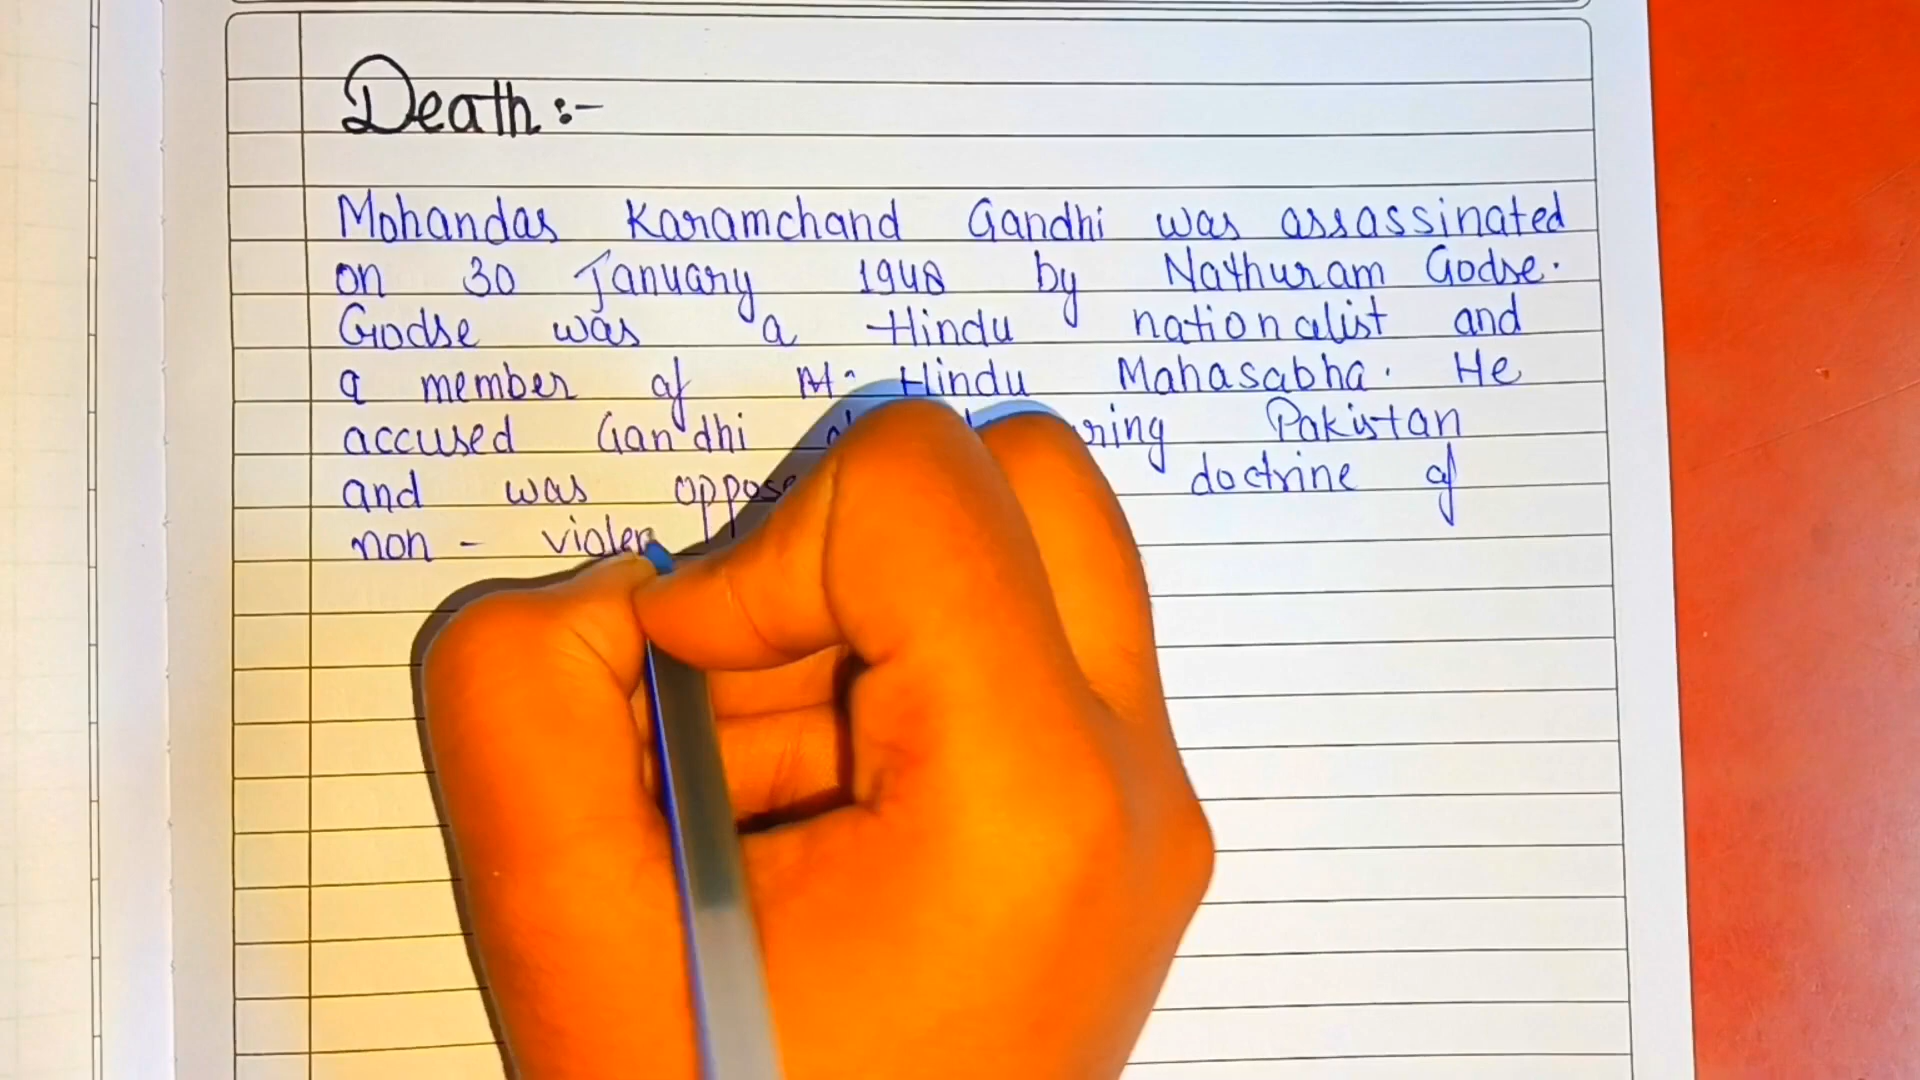 Death:-
Mohandas Karamchand Gandhi was assassinated
on 30 January 1948 by Nathuram Godse.
Godse was a Hindu nationalist and
a member of Hindu Mahasabha. He
accused Gandhi Pakistan
and was doctrine of
non -